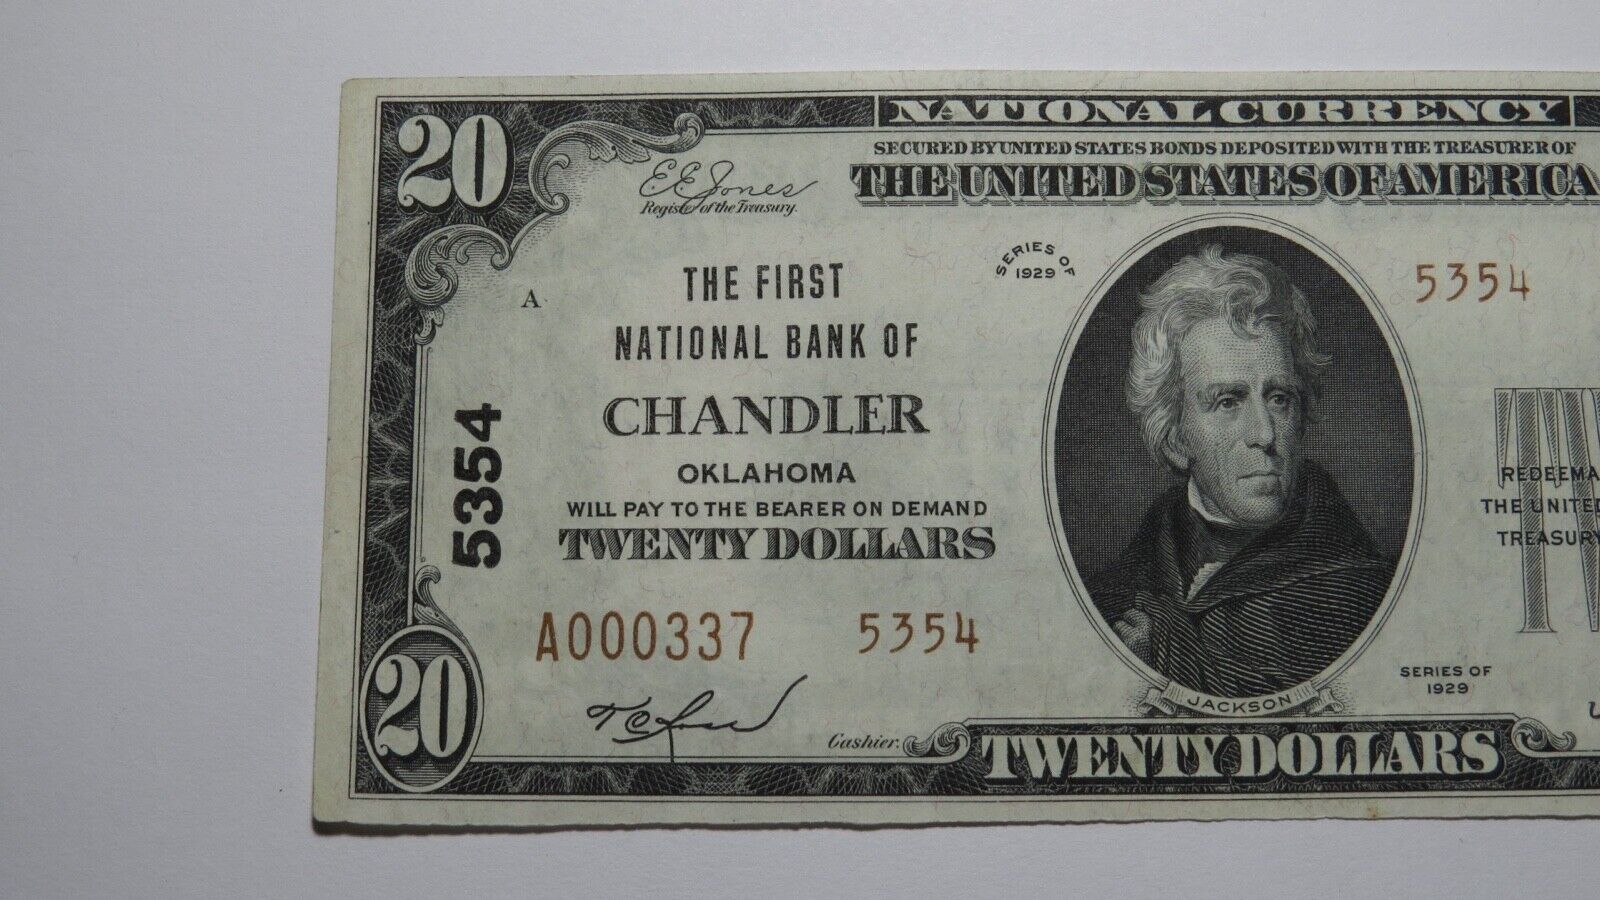 NATIONAL CURRENCY
SECURED BY UNITED STATES BONDS DEPOSITED WITH THE TREASURER OF
THE UNITED STATES OF AMERICA
20
E.E. Jones
Register of the Treasury.
SERIES OF
1929
5354
THE FIRST
NATIONAL BANK OF
CHANDLER
OKLAHOMA
A
WILL PAY TO THE BEARER ON DEMAND
TWENTY DOLLARS
5354
REDEEMA
THE UNITED
TREASURY
A000337 5354
SERIES OF
1929
JACKSON
20
Cashier.
TWENTY DOLLARS